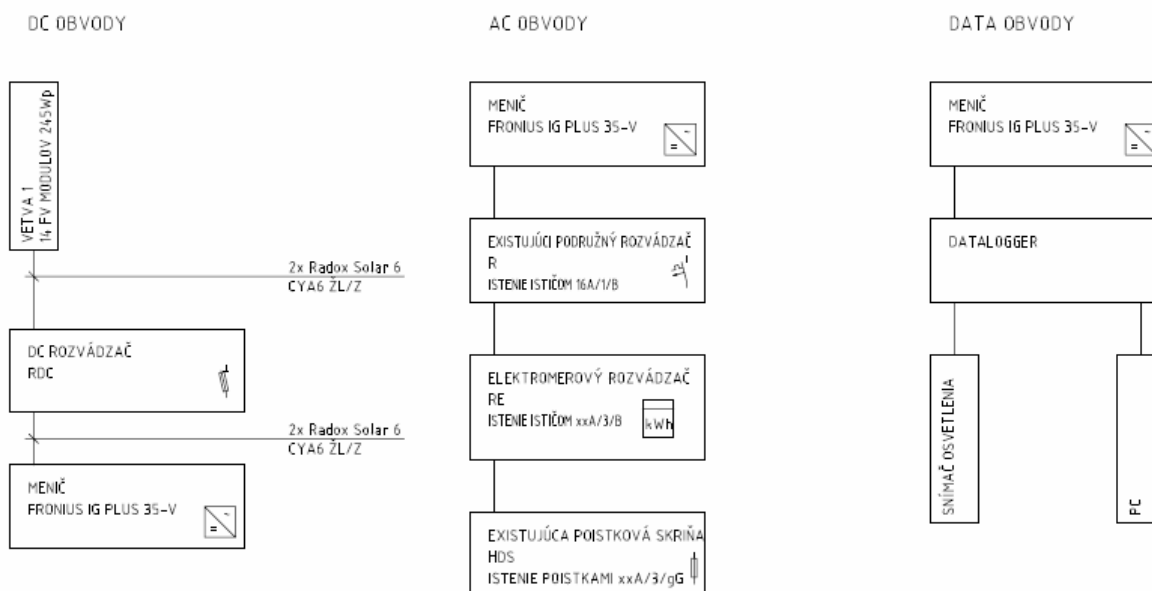 DC OBVODY
VETVA 1
14 FV MODULOV 245Wp
2x Radox Solar 6
CYA6 ŽL/Z
DC ROZVÁDZAČ
RDC
2x Radox Solar 6
CYA6 ŽL/Z
MENIČ
FRONIUS IG PLUS 35-V
AC OBVODY
MENIČ
FRONIUS IG PLUS 35-V
EXISTUJÚCI PODRUŽNÝ ROZVÁDZAČ
R
ISTENIE ISTIČOM 16A/1/B
ELEKTROMEROVÝ ROZVÁDZAČ
RE
ISTENIE ISTIČOM xxA/3/B
kWh
EXISTUJÚCA POISTKOVÁ SKRIŇA
HDS
ISTENIE POISTKAMI xxA/3/gG
DATA OBVODY
MENIČ
FRONIUS IG PLUS 35-V
DATALOGGER
SNÍMAČ OSVETLENIA
PC